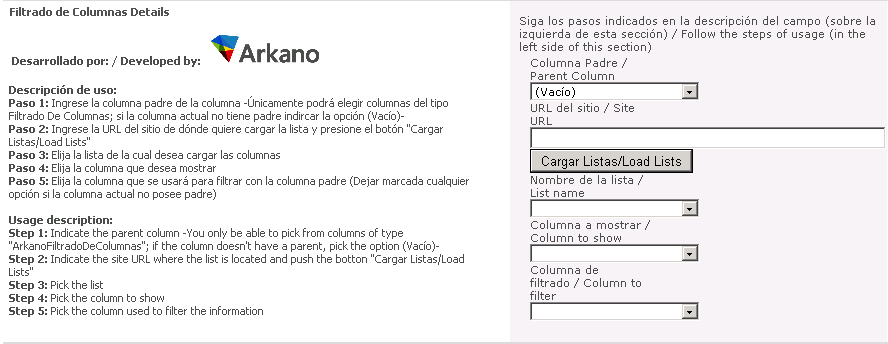 Filtrado de Columnas Details
Desarrollado por: / Developed by: Arkano
Descripción de uso:
Paso 1: Ingrese la columna padre de la columna -Únicamente podrá elegir columnas del tipo
Filtrado De Columnas; si la columna actual no tiene padre indircar la opción (Vacío)-
Paso 2: Ingrese la URL del sitio de dónde quiere cargar la lista y presione el botón "Cargar
Listas/Load Lists"
Paso 3: Elija la lista de la cual desea cargar las columnas
Paso 4: Elija la columna que desea mostrar
Paso 5: Elija la columna que se usará para filtrar con la columna padre (Dejar marcada cualquier
opción si la columna actual no posee padre)
Usage description:
Step 1: Indicate the parent column -You only be able to pick from columns of type
"ArkanoFiltradoDeColumnas"; if the column doesn't have a parent, pick the option (Vacío)-
Step 2: Indicate the site URL where the list is located and push the botton "Cargar Listas/Load
Lists"
Step 3: Pick the list
Step 4: Pick the column to show
Step 5: Pick the column used to filter the information
Siga los pasos indicados en la descripción del campo (sobre la
izquierda de esta sección) / Follow the steps of usage (in the
left side of this section)
Columna Padre /
Parent Column
(Vacío)
URL del sitio / Site
URL
Cargar Listas/Load Lists
Nombre de la lista /
List name
Columna a mostrar /
Column to show
Columna de
filtrado / Column to
filter